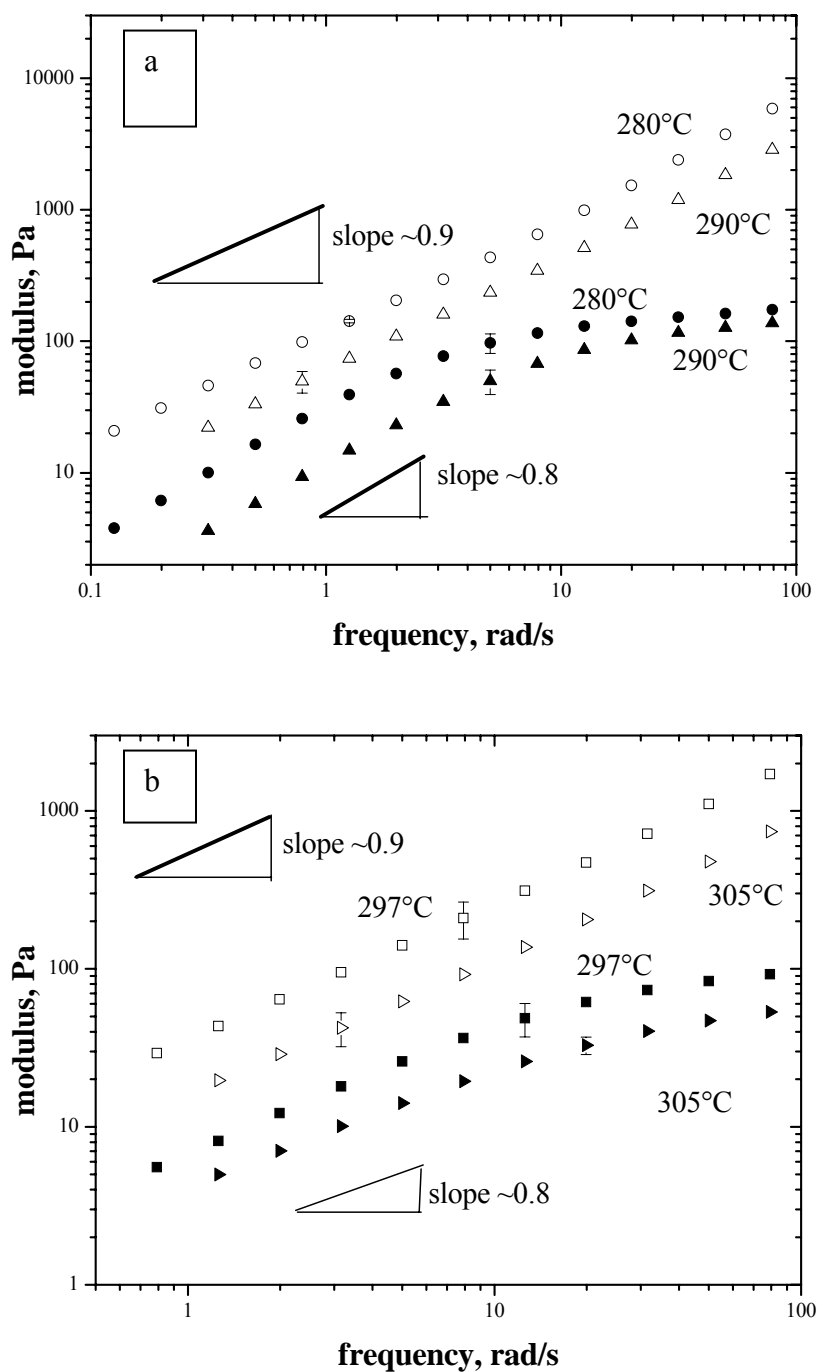 a
10000
1000
100
10
modulus, Pa
280°C
slope ~0.9
290°C
280°C
290°C
slope ~0.8
0.1
1
10
100
frequency, rad/s
b
1000
100
10
1
modulus, Pa
slope ~0.9
305°C
297°C
297°C
305°C
slope ~0.8
1
10
100
frequency, rad/s